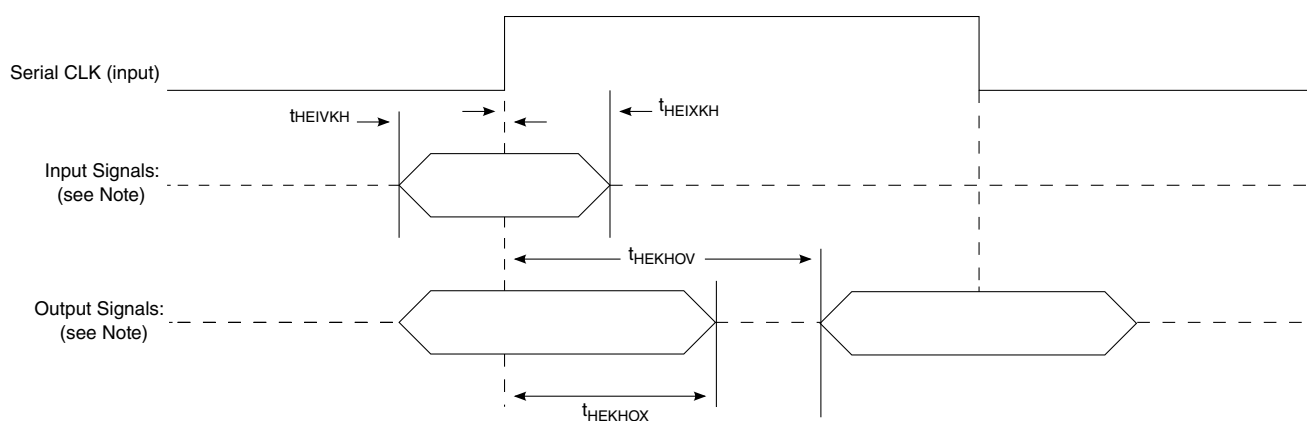 Serial CLK (input)
tHEIVKH
tHEIXKH
Input Signals:
(see Note)
tHEKHOV
Output Signals:
(see Note)
tHEKHOX